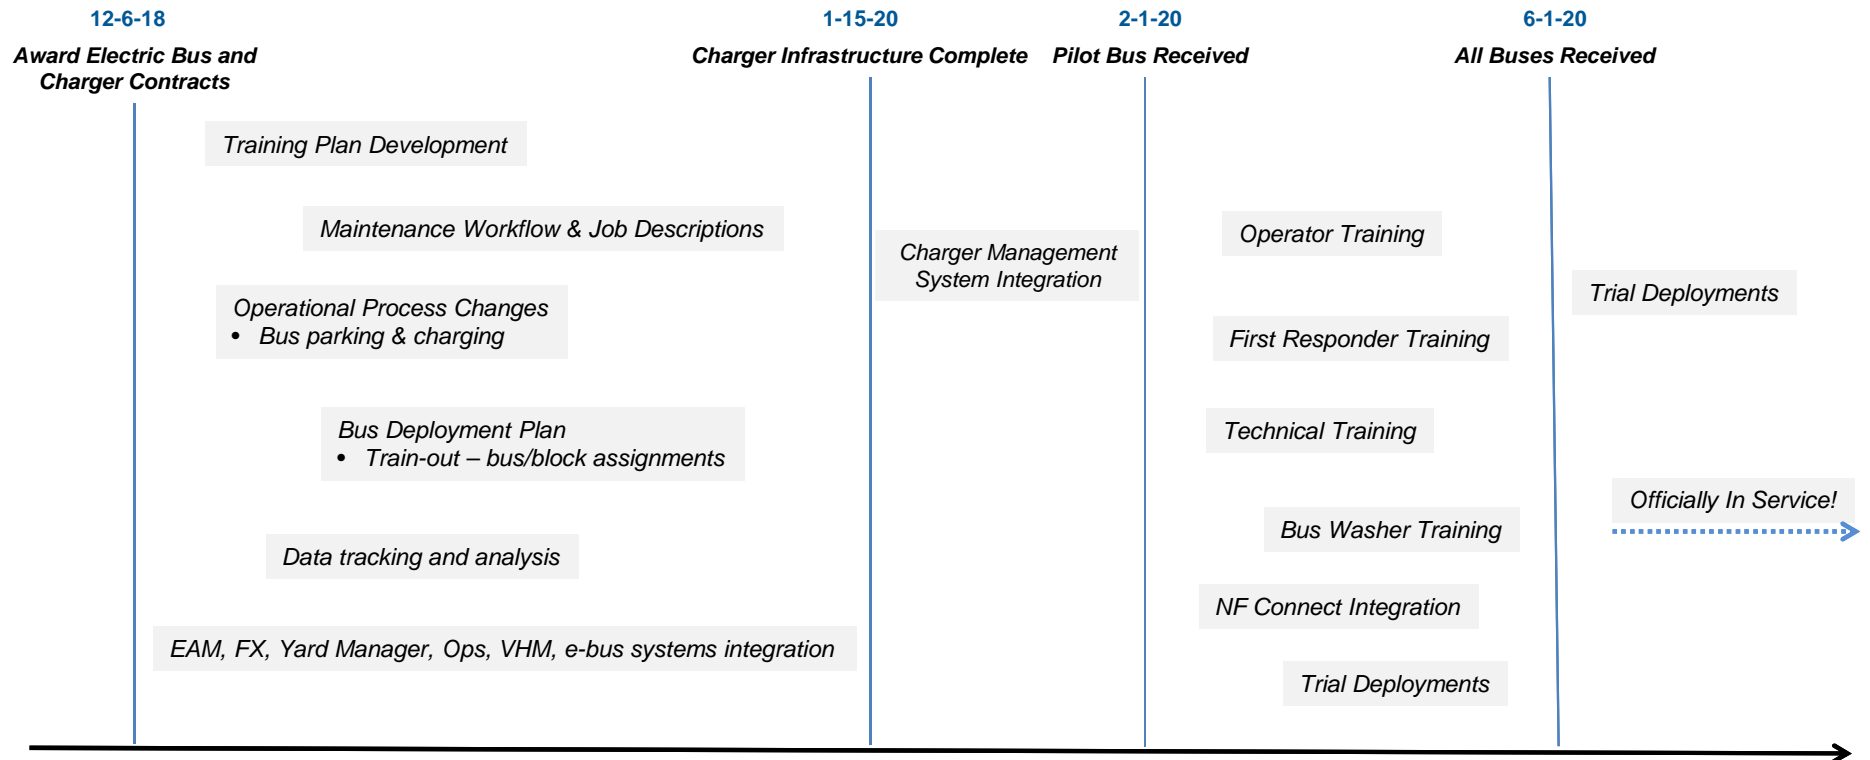 12-6-18
Award Electric Bus and
Charger Contracts
1-15-20
Charger Infrastructure Complete
2-1-20
Pilot Bus Received
6-1-20
All Buses Received
Training Plan Development
Maintenance Workflow & Job Descriptions
Operational Process Changes
• Bus parking & charging
Bus Deployment Plan
• Train-out – bus/block assignments
Data tracking and analysis
EAM, FX, Yard Manager, Ops, VHM, e-bus systems integration
Charger Management
System Integration
Operator Training
First Responder Training
Technical Training
Bus Washer Training
NF Connect Integration
Trial Deployments
Trial Deployments
Officially In Service!